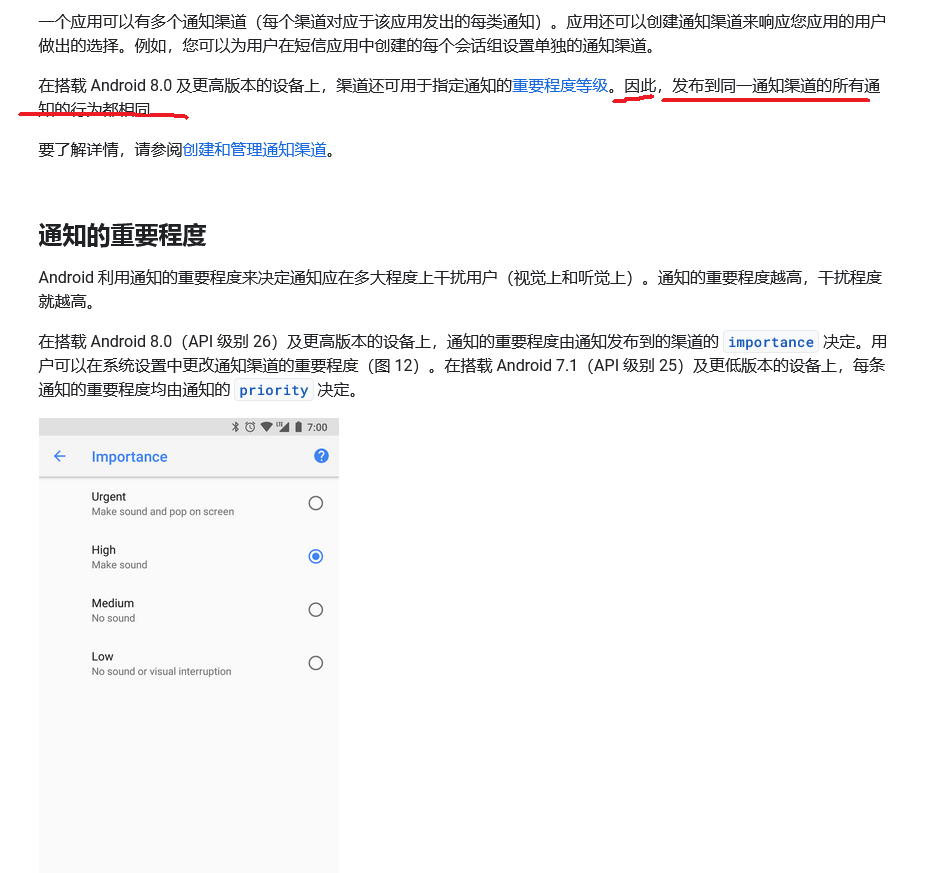 一个应用可以有多个通知渠道（每个渠道对应于该应用发出的每类通知）。应用还可以创建通知渠道来响应您应用的用户
做出的选择。例如，您可以为用户在短信应用中创建的每个会话组设置单独的通知渠道。
在搭载 Android 8.0 及更高版本的设备上，渠道还可用于指定通知的重要程度等级。因此，发布到同一通知渠道的所有通
知的行为都相同。
要了解详情，请参阅创建和管理通知渠道。
通知的重要程度
Android 利用通知的重要程度来决定通知应在多大程度上干扰用户（视觉上和听觉上）。通知的重要程度越高，干扰程度
就越高。
在搭载 Android 8.0（API 级别 26）及更高版本的设备上，通知的重要程度由通知发布到的渠道的 importance 决定。用
户可以在系统设置中更改通知渠道的重要程度（图 12）。在搭载 Android 7.1（API 级别 25）及更低版本的设备上，每条
通知的重要程度均由通知的 priority 决定。
LTE 7:00
Importance ?
Urgent
Make sound and pop on screen
High
Make sound
Medium
No sound
Low
No sound or visual interruption